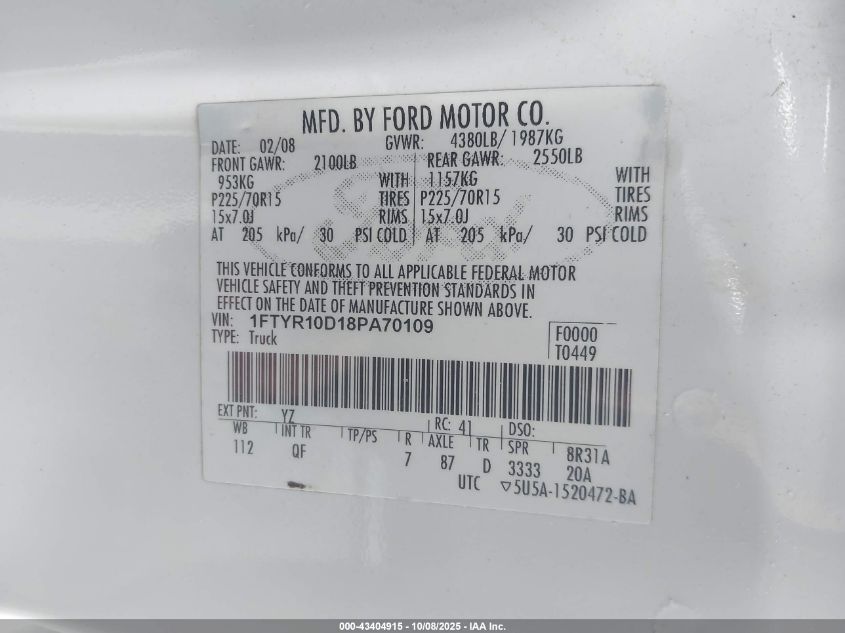 MFD. BY FORD MOTOR CO.
DATE: 02/08 GVWR: 4380LB/ 1987KG
FRONT GAWR: 2100LB REAR GAWR: 2550LB
953KG WITH 1157KG WITH
P225/70R15 TIRES P225/70R15 TIRES
15x7.0J RIMS 15x7.0J RIMS
AT 205 kPa/ 30 PSI COLD AT 205 kPa/ 30 PSI COLD
THIS VEHICLE CONFORMS TO ALL APPLICABLE FEDERAL MOTOR
VEHICLE SAFETY AND THEFT PREVENTION STANDARDS IN
EFFECT ON THE DATE OF MANUFACTURE SHOWN ABOVE.
VIN: 1FTYR10D18PA70109 F0000
TYPE: Truck T0449
EXT PNT: YZ RC: 41 DSO:
WB INT TR TP/PS R AXLE TR SPR 8R31A
112 QF 7 87 D 3333 20A
UTC ▽5U5A-1520472-BA
000-43404915 - 10/08/2025 - IAA Inc.